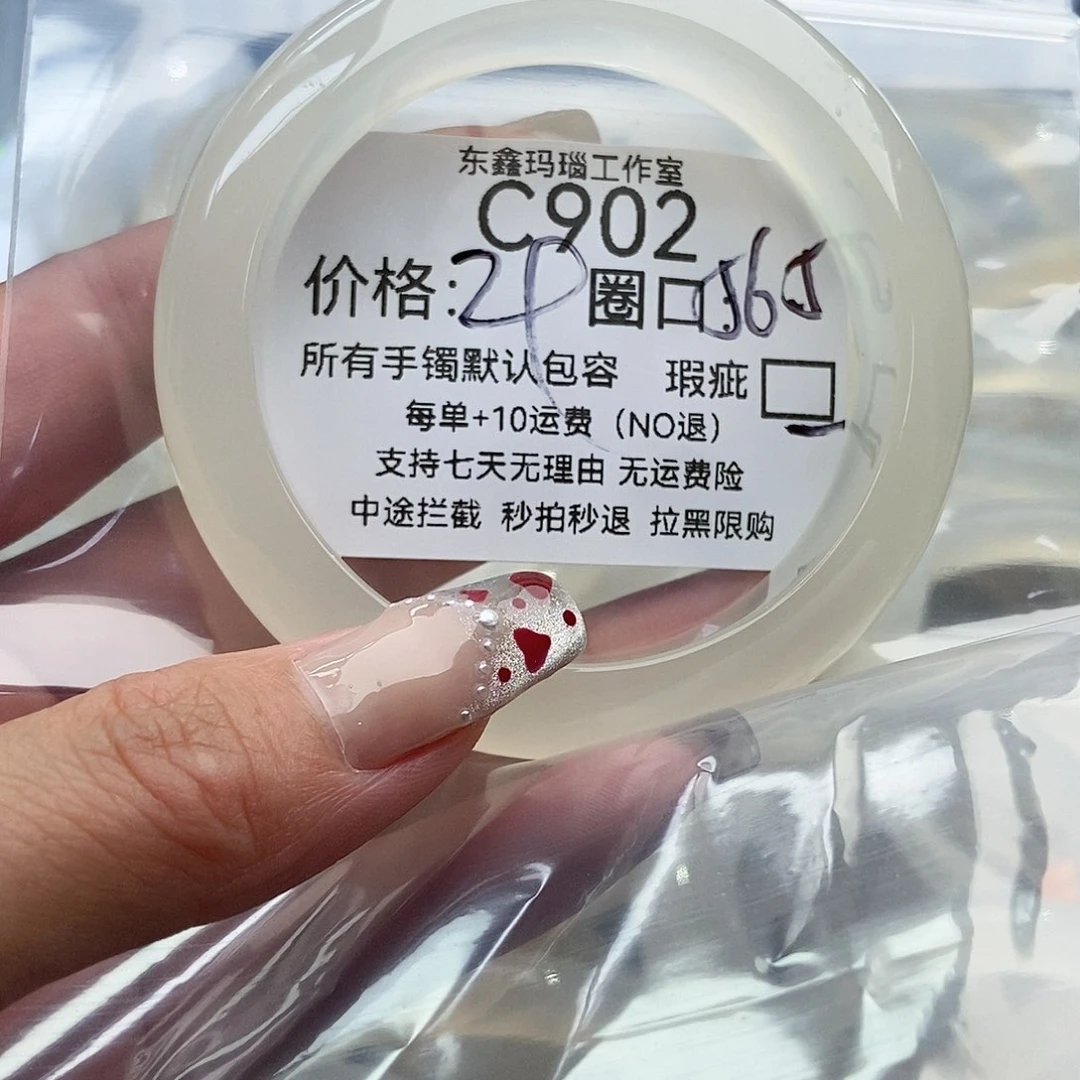 东鑫玛瑙工作室
C902
价格: 圈口 565
所有手镯默认包容 瑕疵
每单+10运费（NO退）
支持七天无理由 无运费险
中途拦截 秒拍秒退 拉黑限购